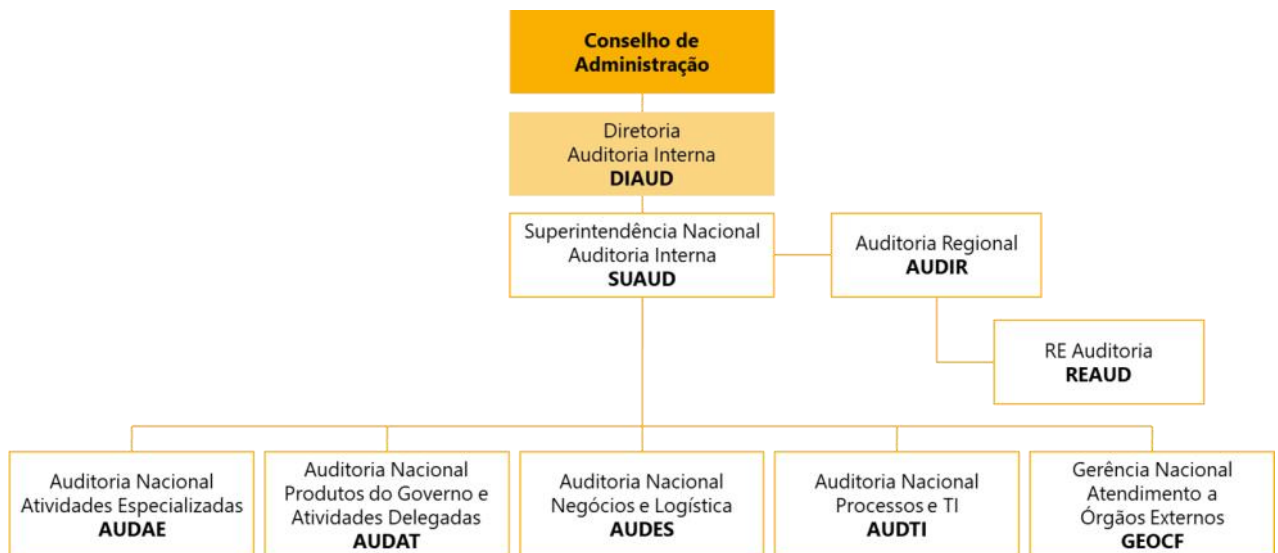 Conselho de
Administração
Diretoria
Auditoria Interna
DIAUD
Superintendência Nacional
Auditoria Interna
SUAUD
Auditoria Regional
AUDIR
RE Auditoria
REAUD
Auditoria Nacional
Atividades Especializadas
AUDAE
Auditoria Nacional
Produtos do Governo e
Atividades Delegadas
AUDAT
Auditoria Nacional
Negócios e Logística
AUDES
Auditoria Nacional
Processos e TI
AUDTI
Gerência Nacional
Atendimento a
Órgãos Externos
GEOCF